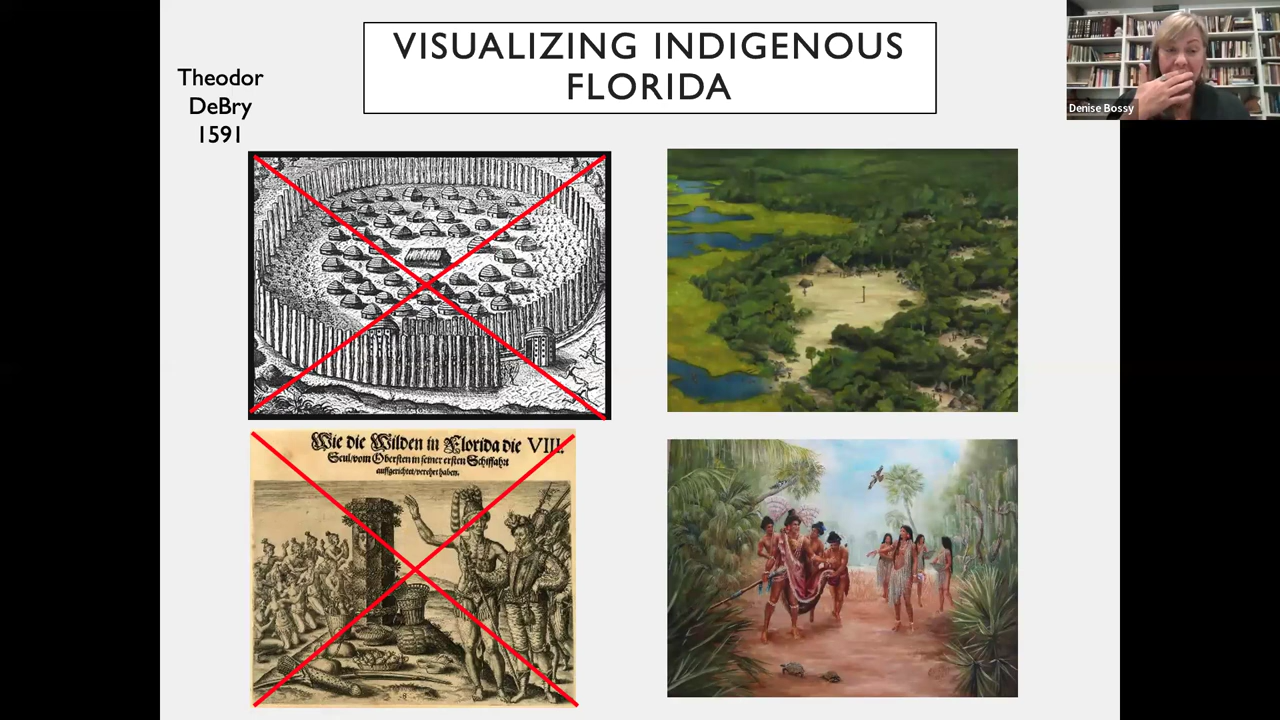 VISUALIZING INDIGENOUS
FLORIDA
Theodor
DeBry
1591
Denise Bossy
Wie die Wilden in Florida die VIII.
Seul/vom Obersten in seiner ersten Schiffahrt
auffgerichtet/verehrt haben.